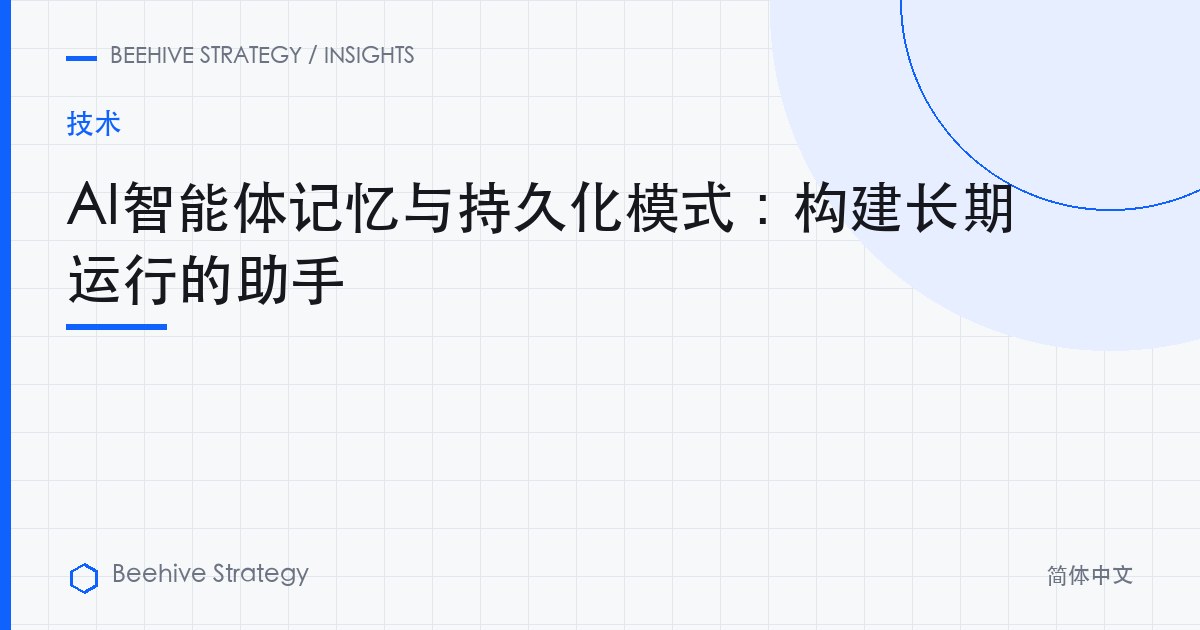 BEEHIVE STRATEGY / INSIGHTS
技术
AI智能体记忆与持久化模式：构建长期
运行的助手
Beehive Strategy
简体中文